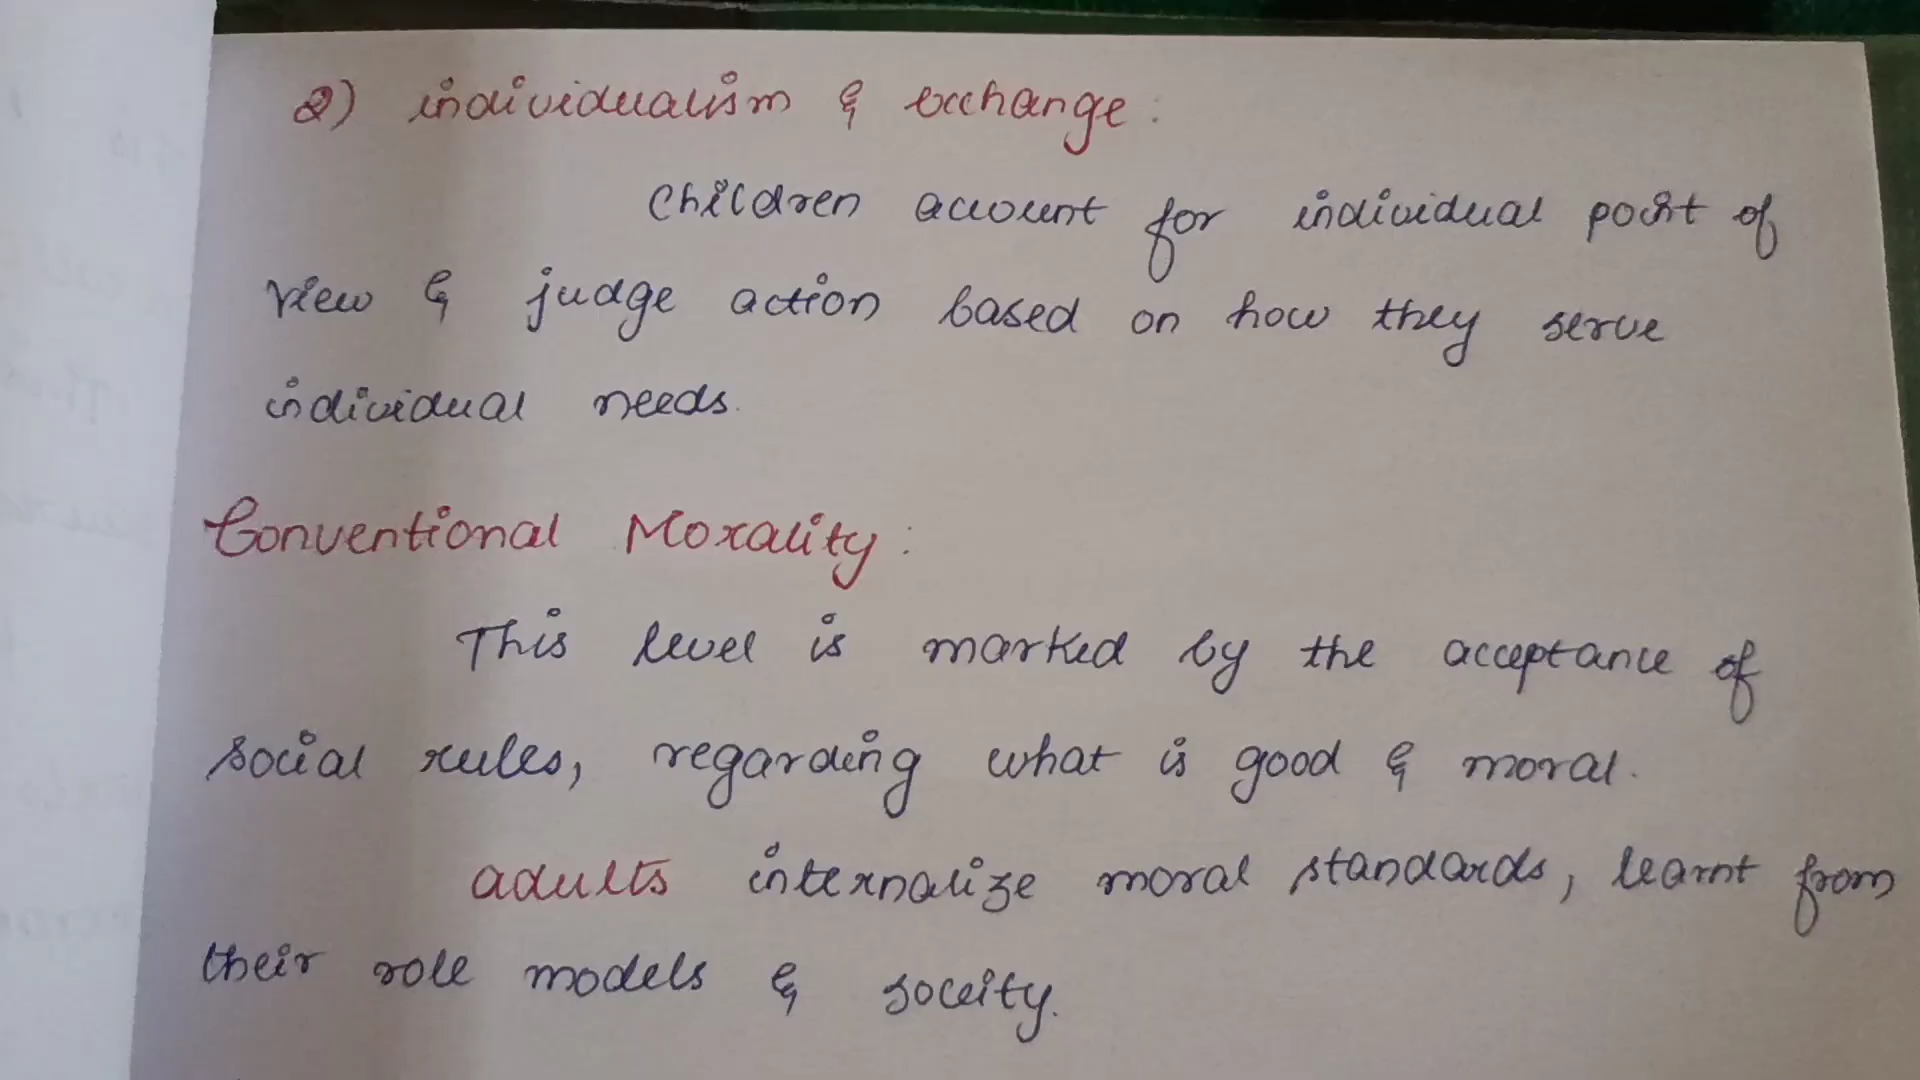 2) individualism & exchange:
Children account for individual point of
view & judge action based on how they serve
individual needs.
Conventional Morality:
This level is marked by the acceptance of
social rules, regarding what is good & moral.
adults internalize moral standards, learnt from
their role models & soceity.